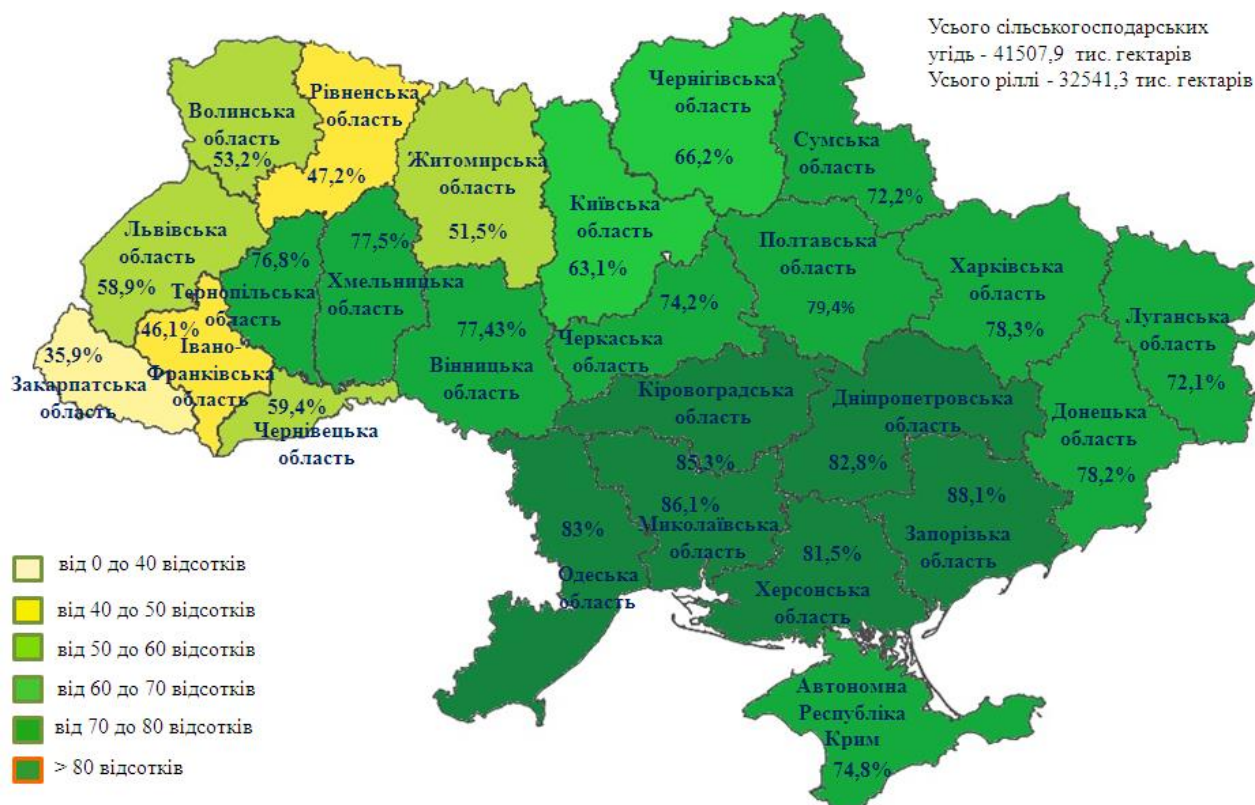 Усього сільськогосподарських
угідь - 41507,9 тис. гектарів
Усього ріллі - 32541,3 тис. гектарів
Волинська
область
53,2%
Рівненська
область
47,2%
Житомирська
область
51,5%
Київська
область
63,1%
Чернігівська
область
66,2%
Сумська
область
72,2%
Львівська
область
58,9%
76,8%
Тернопільська
область
77,5%
Хмельницька
область
77,43%
Вінницька
область
74,2%
Черкаська
область
Полтавська
область
79,4%
Харківська
область
78,3%
Луганська
область
72,1%
35,9%
Закарпатська
область
46,1%
Івано-
Франківська
область
59,4%
Чернівецька
область
Кіровоградська
область
85,3%
Дніпропетровська
область
82,8%
Донецька
область
78,2%
83%
Одеська
область
86,1%
Миколаївська
область
81,5%
Херсонська
область
88,1%
Запорізька
область
Автономна
Республіка
Крим
74,8%
від 0 до 40 відсотків
від 40 до 50 відсотків
від 50 до 60 відсотків
від 60 до 70 відсотків
від 70 до 80 відсотків
> 80 відсотків